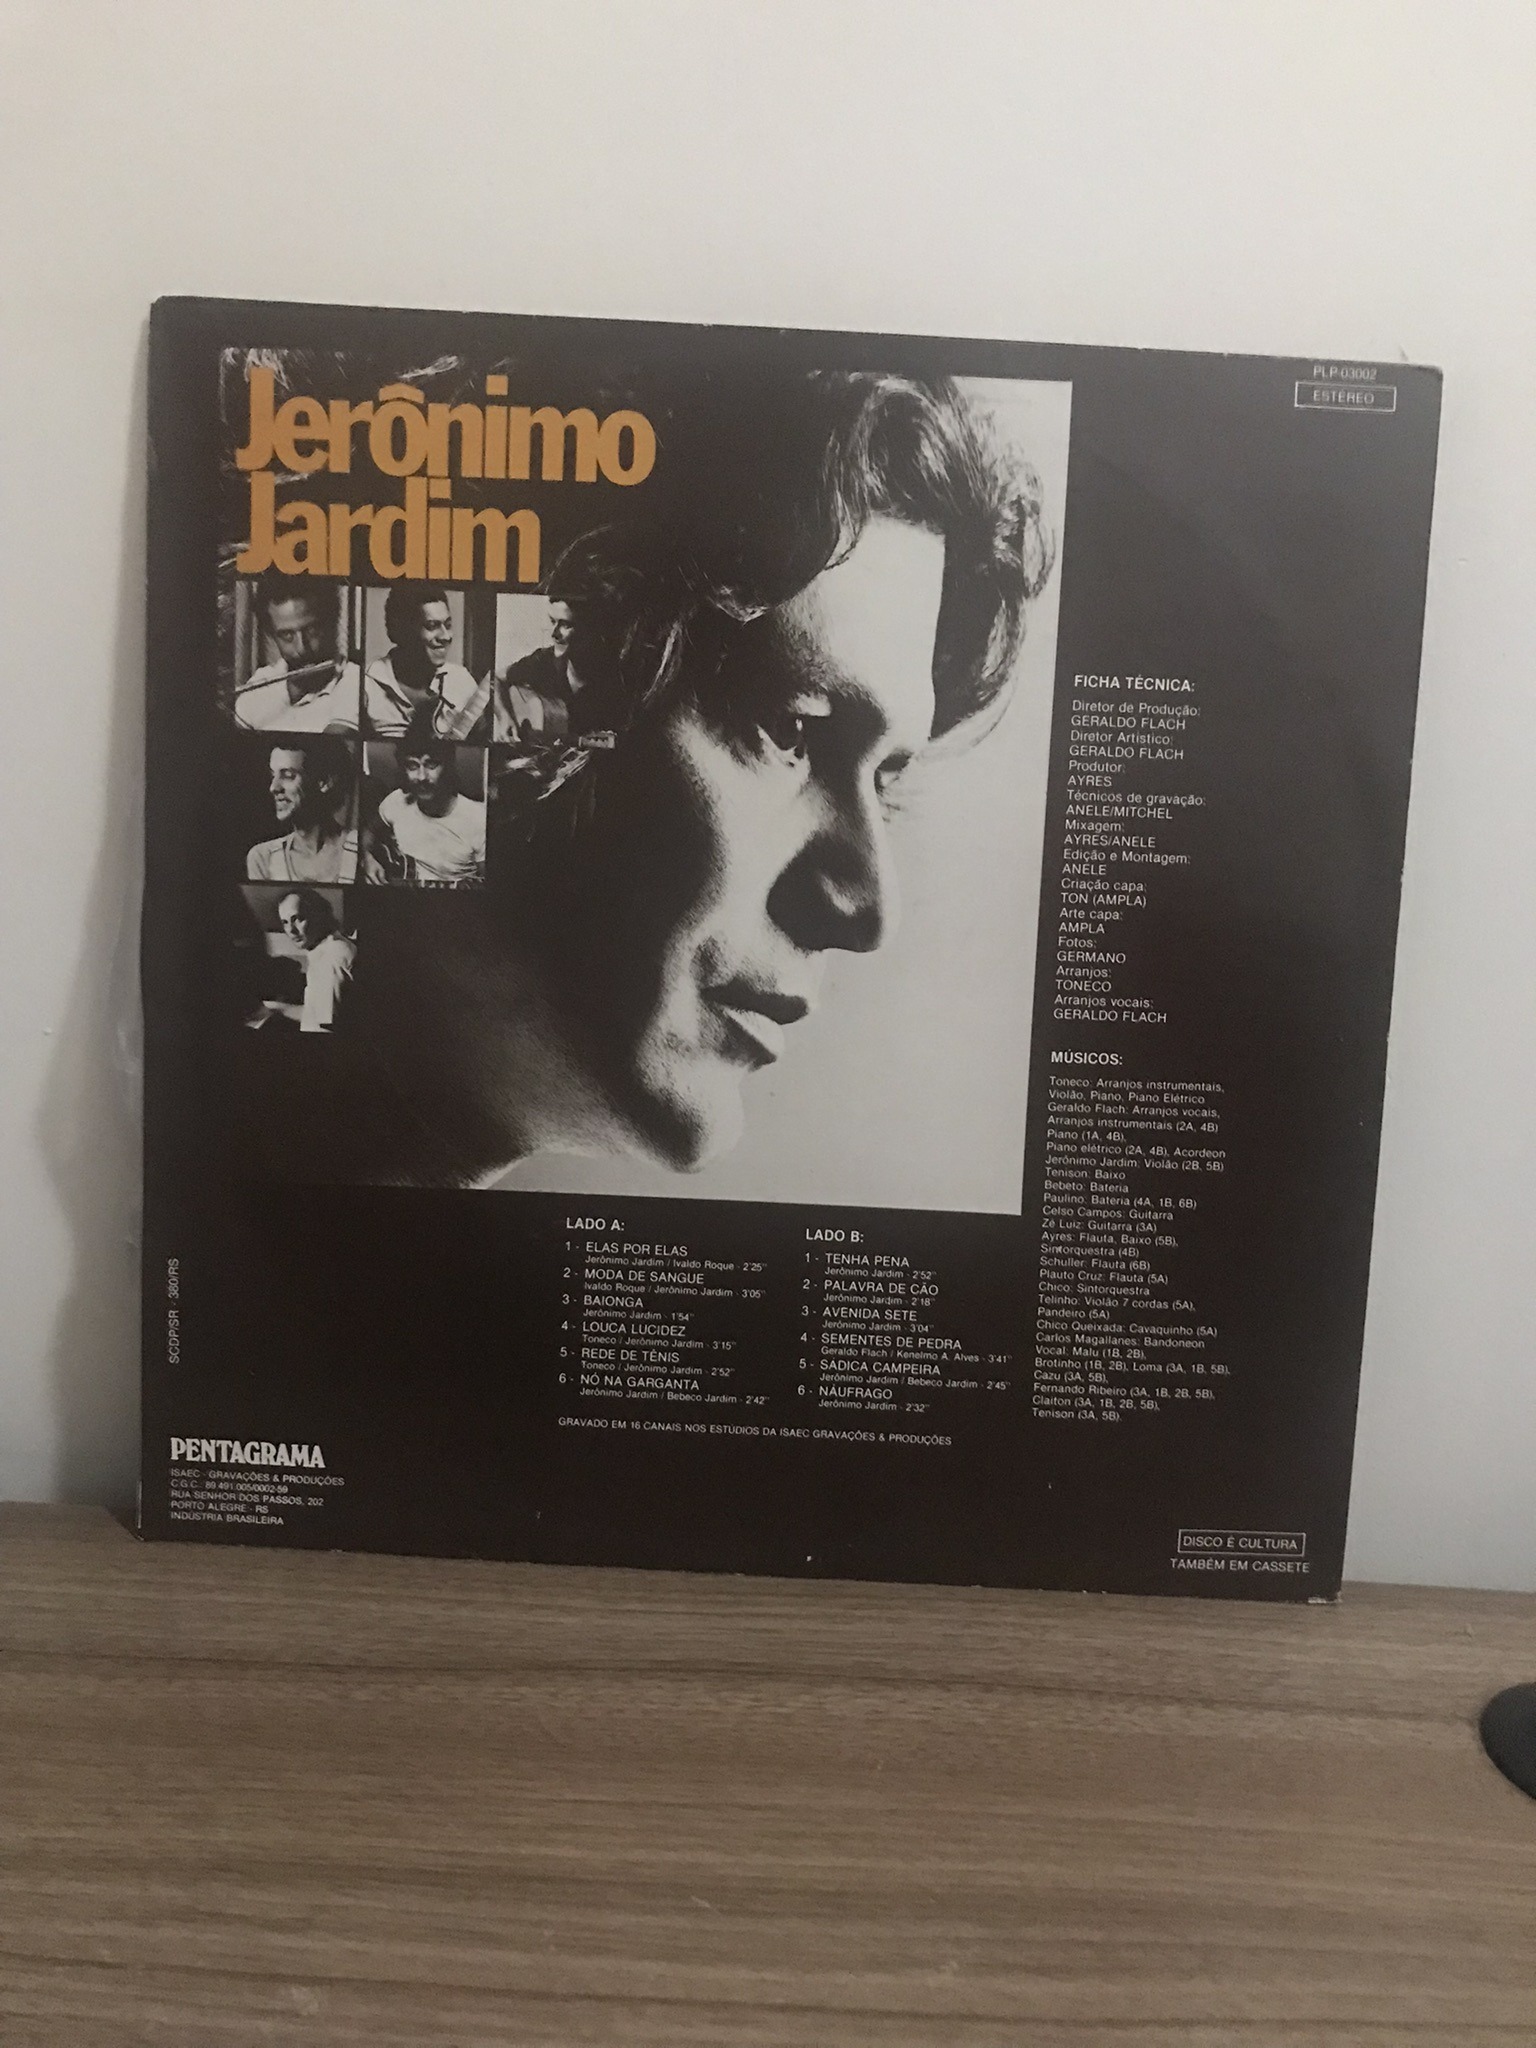 PLP-03002
ESTÉREO
Jerônimo
Jardim
FICHA TÉCNICA:
Diretor de Produção:
GERALDO FLACH
Diretor Artístico:
GERALDO FLACH
Produtor:
AYRES
Técnicos de gravação:
ANELE/MITCHEL
Mixagem:
AYRES/ANELE
Edição e Montagem:
ANELE
Criação capa:
TON (AMPLA)
Arte capa:
AMPLA
Fotos:
GERMANO
Arranjos:
TONECO
Arranjos vocais:
GERALDO FLACH
MÚSICOS:
Toneco: Arranjos instrumentais,
Violão, Piano, Piano Elétrico
Geraldo Flach: Arranjos vocais,
Arranjos instrumentais (2A, 4B)
Piano (1A, 4B),
Piano elétrico (2A, 4B), Acordeon
Jerônimo Jardim: Violão (2B, 5B)
Tenison: Baixo
Bebeto: Bateria
Paulino: Bateria (4A, 1B, 6B)
Celso Campos: Guitarra
Zé Luiz: Guitarra (3A)
Ayres: Flauta, Baixo (5B),
Sintorquestra (4B)
Schuller: Flauta (6B)
Plauto Cruz: Flauta (5A)
Chico: Sintorquestra
Telinho: Violão 7 cordas (5A),
Pandeiro (5A)
Chico Queixada: Cavaquinho (5A)
Carlos Magallanes: Bandoneon
Vocal: Malu (1B, 2B),
Brotinho (1B, 2B), Loma (3A, 1B, 5B),
Cazu (3A, 5B),
Fernando Ribeiro (3A, 1B, 2B, 5B),
Claiton (3A, 1B, 2B, 5B),
Tenison (3A, 5B).
LADO A:
1 - ELAS POR ELAS
Jerônimo Jardim / Ivaldo Roque - 2'25"
2 - MODA DE SANGUE
Ivaldo Roque / Jerônimo Jardim - 3'05"
3 - BAIONGA
Jerônimo Jardim - 1'54"
4 - LOUCA LUCIDEZ
Toneco / Jerônimo Jardim - 3'15"
5 - REDE DE TÊNIS
Toneco / Jerônimo Jardim - 2'52"
6 - NÓ NA GARGANTA
Jerônimo Jardim / Bebeco Jardim - 2'42"
LADO B:
1 - TENHA PENA
Jerônimo Jardim - 2'52"
2 - PALAVRA DE CÃO
Jerônimo Jardim - 2'18"
3 - AVENIDA SETE
Jerônimo Jardim - 3'04"
4 - SEMENTES DE PEDRA
Geraldo Flach / Kenelmo A. Alves - 3'41"
5 - SÁDICA CAMPEIRA
Jerônimo Jardim / Bebeco Jardim - 2'45"
6 - NÁUFRAGO
Jerônimo Jardim - 2'32"
GRAVADO EM 16 CANAIS NOS ESTÚDIOS DA ISAEC GRAVAÇÕES & PRODUÇÕES
SCDP/SR - 380/RS
PENTAGRAMA
ISAEC - GRAVAÇÕES & PRODUÇÕES
C.G.C.: 89.491.005/0002-59
RUA SENHOR DOS PASSOS, 202
PORTO ALEGRE - RS
INDÚSTRIA BRASILEIRA
DISCO É CULTURA
TAMBÉM EM CASSETE